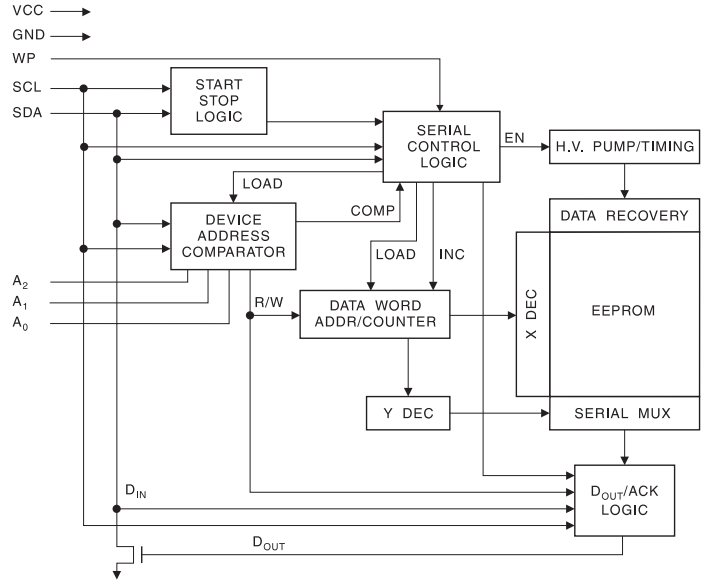 VCC
GND
WP
SCL
SDA
START
STOP
LOGIC
SERIAL
CONTROL
LOGIC
EN
H.V. PUMP/TIMING
LOAD
COMP
DATA RECOVERY
DEVICE
ADDRESS
COMPARATOR
LOAD
INC
A2
A1
A0
R/W
DATA WORD
ADDR/COUNTER
X DEC
EEPROM
Y DEC
SERIAL MUX
DIN
DOUT/ACK
LOGIC
DOUT